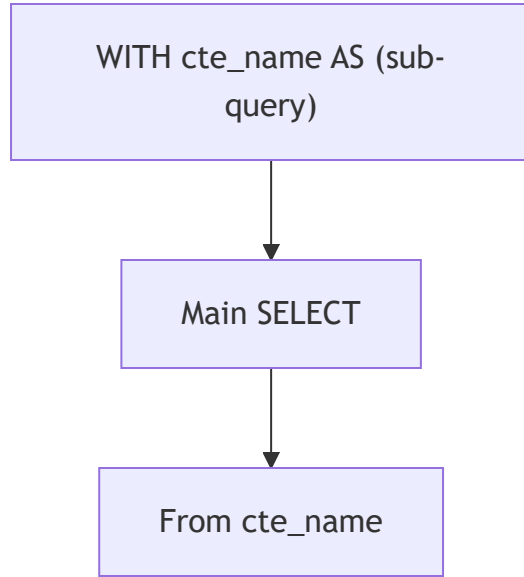 WITH cte_name AS (sub-
query)
Main SELECT
From cte_name